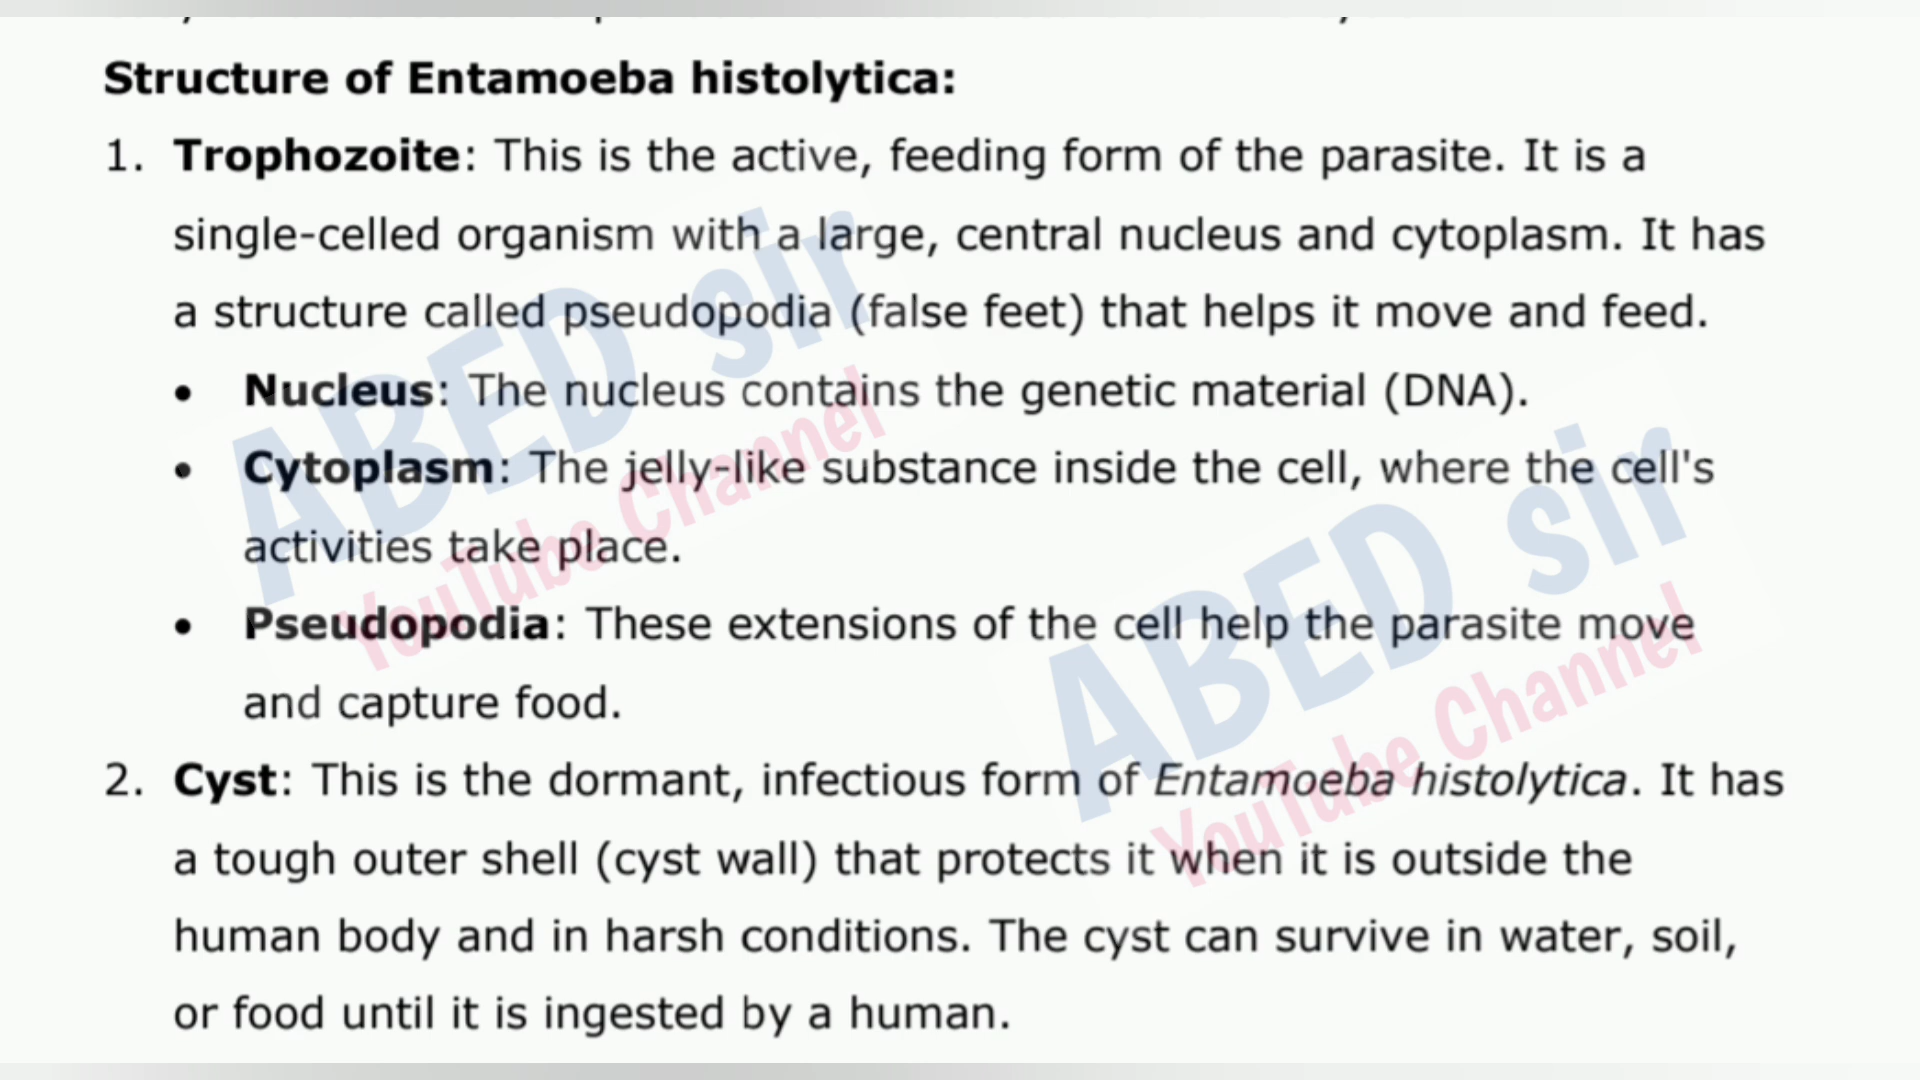 Structure of Entamoeba histolytica:
1. Trophozoite: This is the active, feeding form of the parasite. It is a
single-celled organism with a large, central nucleus and cytoplasm. It has
a structure called pseudopodia (false feet) that helps it move and feed.
• Nucleus: The nucleus contains the genetic material (DNA).
• Cytoplasm: The jelly-like substance inside the cell, where the cell's
activities take place.
• Pseudopodia: These extensions of the cell help the parasite move
and capture food.
2. Cyst: This is the dormant, infectious form of Entamoeba histolytica. It has
a tough outer shell (cyst wall) that protects it when it is outside the
human body and in harsh conditions. The cyst can survive in water, soil,
or food until it is ingested by a human.
ABED sir
YouTube Channel
ABED sir
YouTube Channel